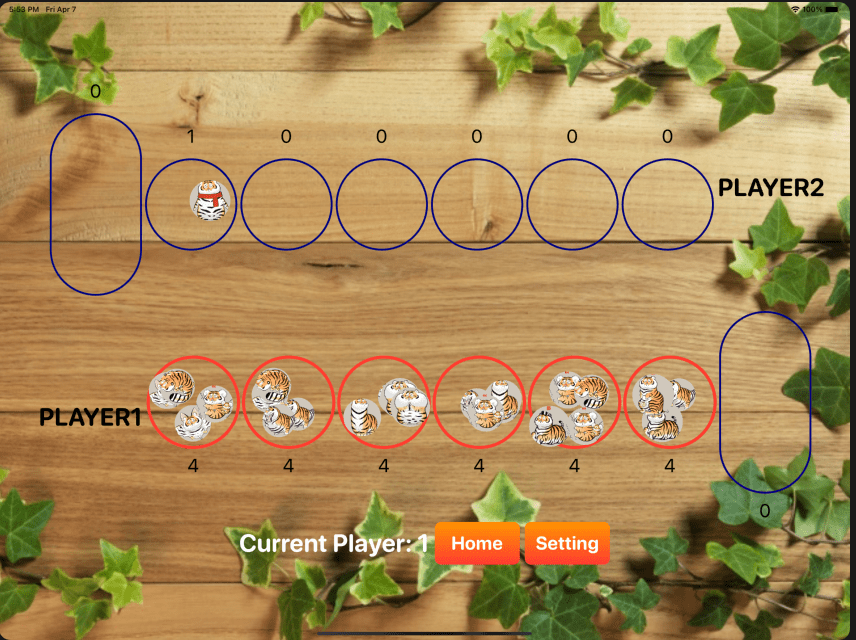 5:53 PM Fri Apr 7
100%
0
1 0 0 0 0 0
PLAYER2
PLAYER1
4 4 4 4 4 4
0
Current Player: 1 Home Setting